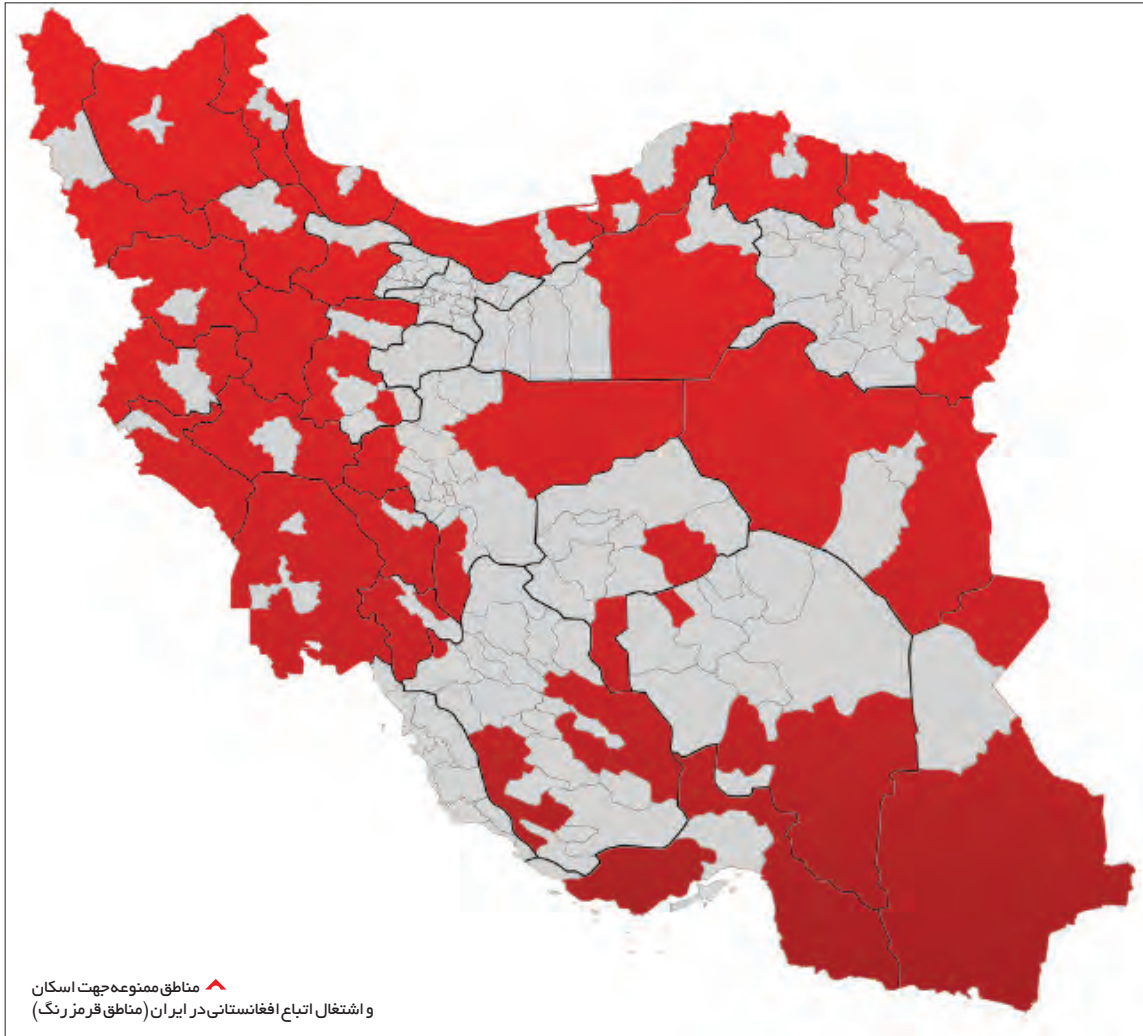 مناطق ممنوعه جهت اسکان
و اشتغال اتباع افغانستانی در ایران (مناطق قرمز رنگ)